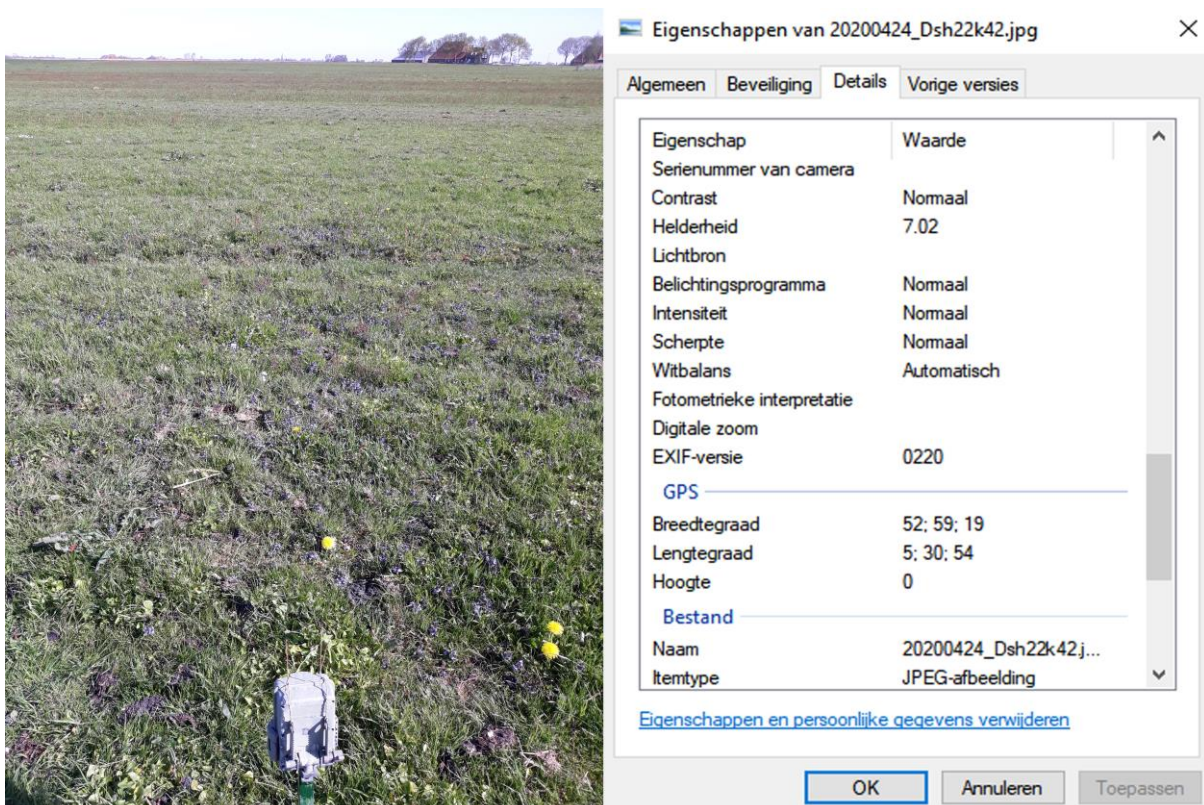 Eigenschappen van 20200424_Dsh22k42.jpg
Algemeen Beveiliging Details Vorige versies
Eigenschap Waarde
Serienummer van camera
Contrast Normaal
Helderheid 7.02
Lichtbron
Belichtingsprogramma Normaal
Intensiteit Normaal
Scherpte Normaal
Witbalans Automatisch
Fotometrieke interpretatie
Digitale zoom
EXIF-versie 0220
GPS
Breedtegraad 52; 59; 19
Lengtegraad 5; 30; 54
Hoogte 0
Bestand
Naam 20200424_Dsh22k42.j...
Itemtype JPEG-afbeelding
Eigenschappen en persoonlijke gegevens verwijderen
OK Annuleren Toepassen